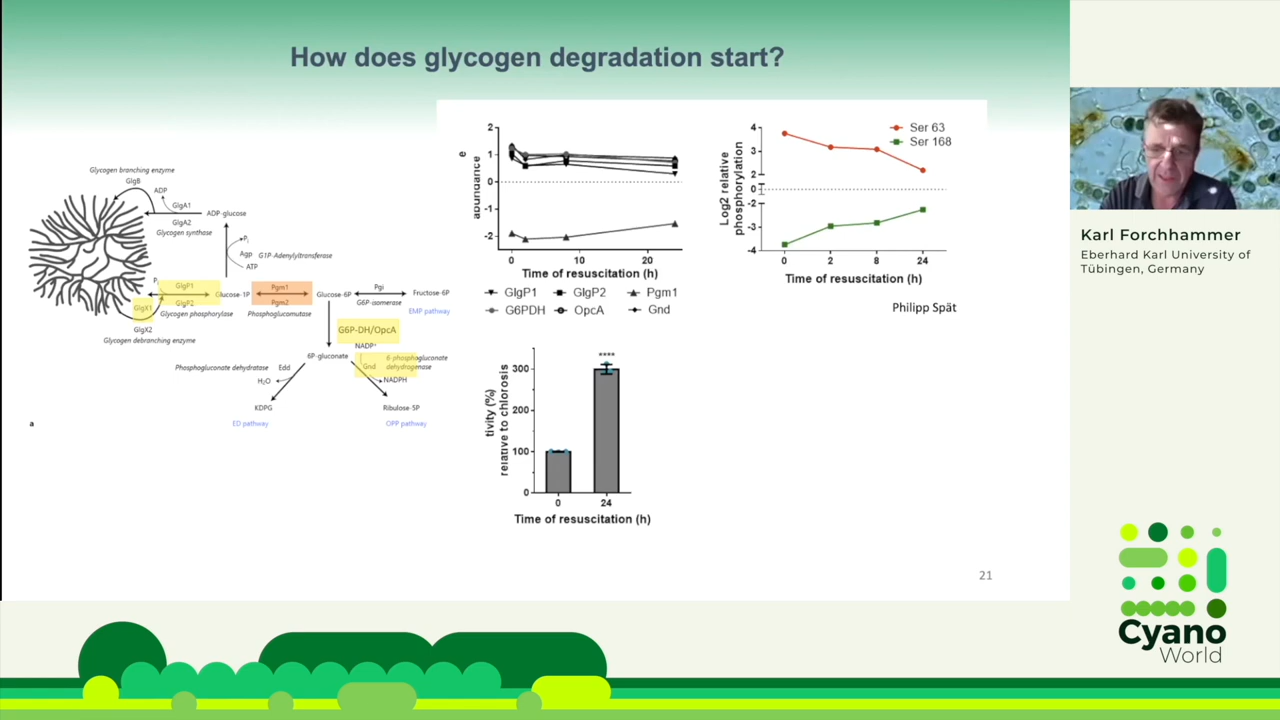 How does glycogen degradation start?
Glycogen branching enzyme
GlgB
ADP
GlgA1
ADP-glucose
GlgA2
Glycogen synthase
Pi
Agp G1P-Adenylyltransferase
ATP
Pi
GlgP1
Glucose-1P
Pgm1
Glucose-6P
Pgi
Fructose-6P
GlgX1
GlgP2
Pgm2
G6P-isomerase
Glycogen phosphorylase
Phosphoglucomutase
EMP pathway
GlgX2
Glycogen debranching enzyme
G6P-DH/OpcA
NADP+
6P-gluconate
6-phosphogluconate
dehydrogenase
Phosphogluconate dehydratase Edd
Gnd
H2O
NADPH
KDPG
Ribulose-5P
ED pathway
OPP pathway
a
e
abundance
2
1
0
-1
-2
0
10
20
Time of resuscitation (h)
GlgP1
GlgP2
Pgm1
G6PDH
OpcA
Gnd
Log2 relative
phosphorylation
4
3
2
0
-2
-3
-4
Ser 63
Ser 168
0
2
8
24
Time of resuscitation (h)
Philipp Spät
tivity (%)
relative to chlorosis
300
200
100
0
****
0
24
Time of resuscitation (h)
21
Karl Forchhammer
Eberhard Karl University of
Tübingen, Germany
Cyano
World